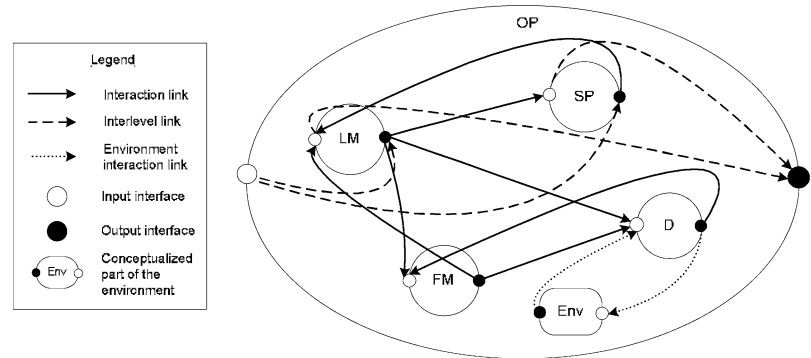 Legend
Interaction link
Interlevel link
Environment
interaction link
Input interface
Output interface
Env
Conceptualized
part of the
environment
OP
SP
LM
D
FM
Env